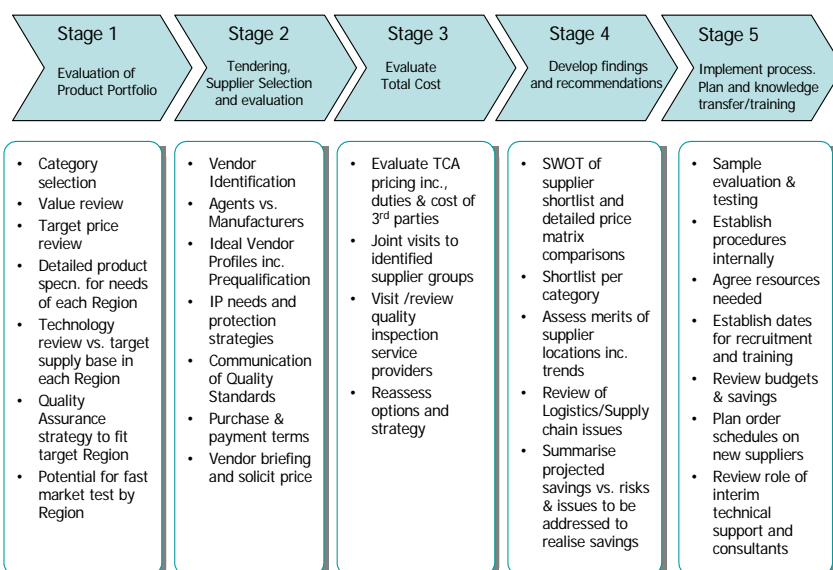 Stage 1
Evaluation of
Product Portfolio
Stage 2
Tendering,
Supplier Selection
and evaluation
Stage 3
Evaluate
Total Cost
Stage 4
Develop findings
and recommendations
Stage 5
Implement process.
Plan and knowledge
transfer/training
• Category
selection
• Value review
• Target price
review
• Detailed product
specn. for needs
of each Region
• Technology
review vs. target
supply base in
each Region
• Quality
Assurance
strategy to fit
target Region
• Potential for fast
market test by
Region
• Vendor
Identification
• Agents vs.
Manufacturers
• Ideal Vendor
Profiles inc.
Prequalification
• IP needs and
protection
strategies
• Communication
of Quality
Standards
• Purchase &
payment terms
• Vendor briefing
and solicit price
• Evaluate TCA
pricing inc.,
duties & cost of
3rd parties
• Joint visits to
identified
supplier groups
• Visit /review
quality
inspection
service
providers
• Reassess
options and
strategy
• SWOT of
supplier
shortlist and
detailed price
matrix
comparisons
• Shortlist per
category
• Assess merits of
supplier
locations inc.
trends
• Review of
Logistics/Supply
chain issues
• Summarise
projected
savings vs. risks
& issues to be
addressed to
realise savings
• Sample
evaluation &
testing
• Establish
procedures
internally
• Agree resources
needed
• Establish dates
for recruitment
and training
• Review budgets
& savings
• Plan order
schedules on
new suppliers
• Review role of
interim
technical
support and
consultants